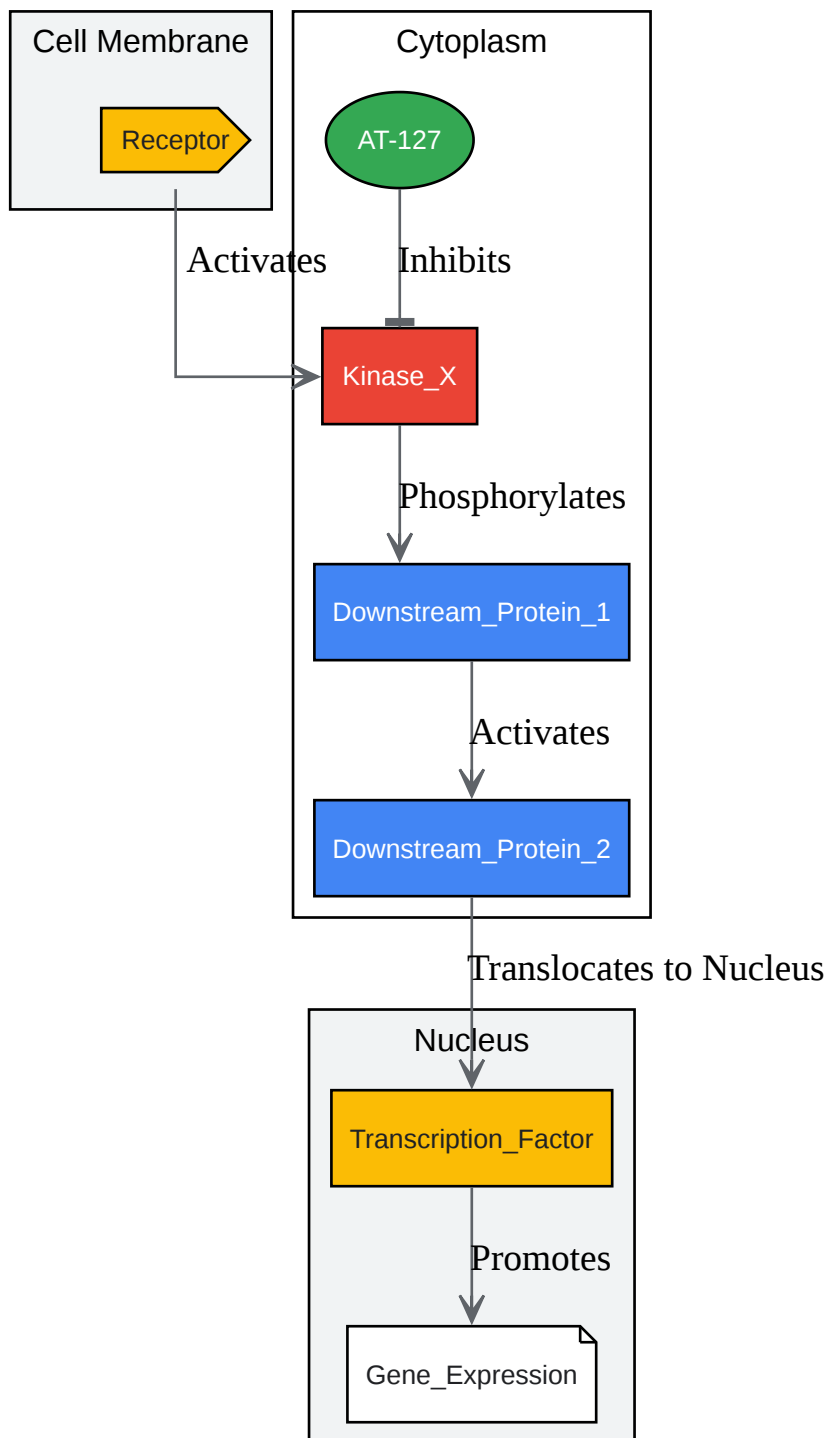 Cell Membrane
Cytoplasm
Receptor
AT-127
Activates
Inhibits
Kinase_X
Phosphorylates
Downstream_Protein_1
Activates
Downstream_Protein_2
Translocates to Nucleus
Nucleus
Transcription_Factor
Promotes
Gene_Expression